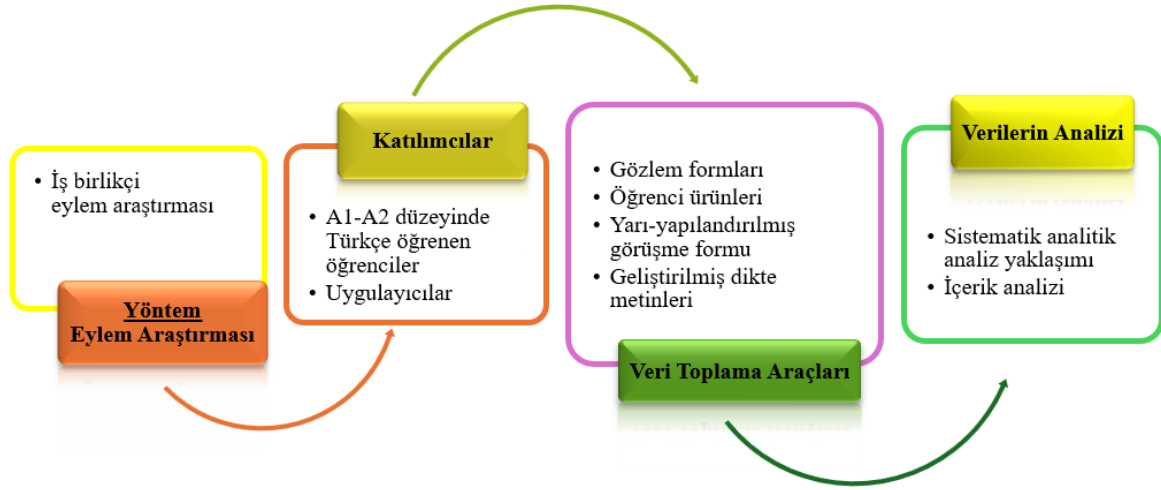 • İş birlikçi
eylem araştırması
Yöntem
Eylem Araştırması
Katılımcılar
• A1-A2 düzeyinde
Türkçe öğrenen
öğrenciler
• Uygulayıcılar
• Gözlem formları
• Öğrenci ürünleri
• Yarı-yapılandırılmış
görüşme formu
• Geliştirilmiş dikte
metinleri
Veri Toplama Araçları
Verilerin Analizi
• Sistematik analitik
analiz yaklaşımı
• İçerik analizi